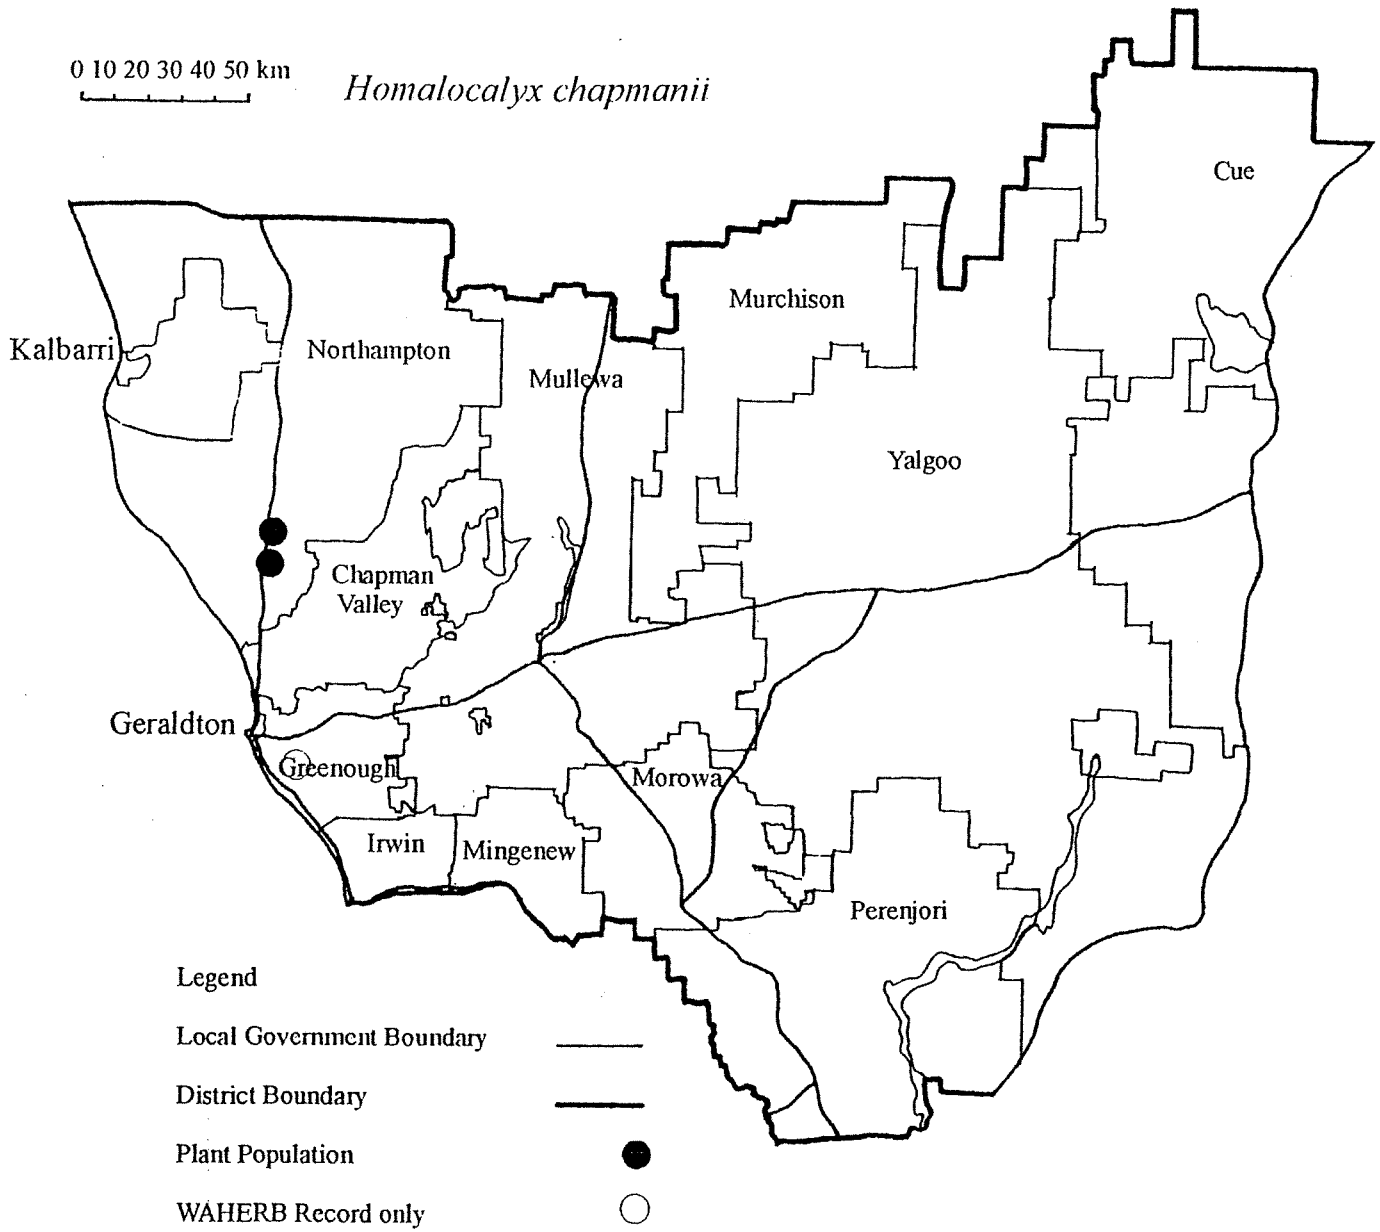 0 10 20 30 40 50 km
Homalocalyx chapmanii
Cue
Murchison
Kalbarri
Northampton
Mullewa
Yalgoo
Chapman
Valley
Geraldton
Greenough
Morowa
Irwin
Mingenew
Perenjori
Legend
Local Government Boundary
District Boundary
Plant Population
WAHERB Record only